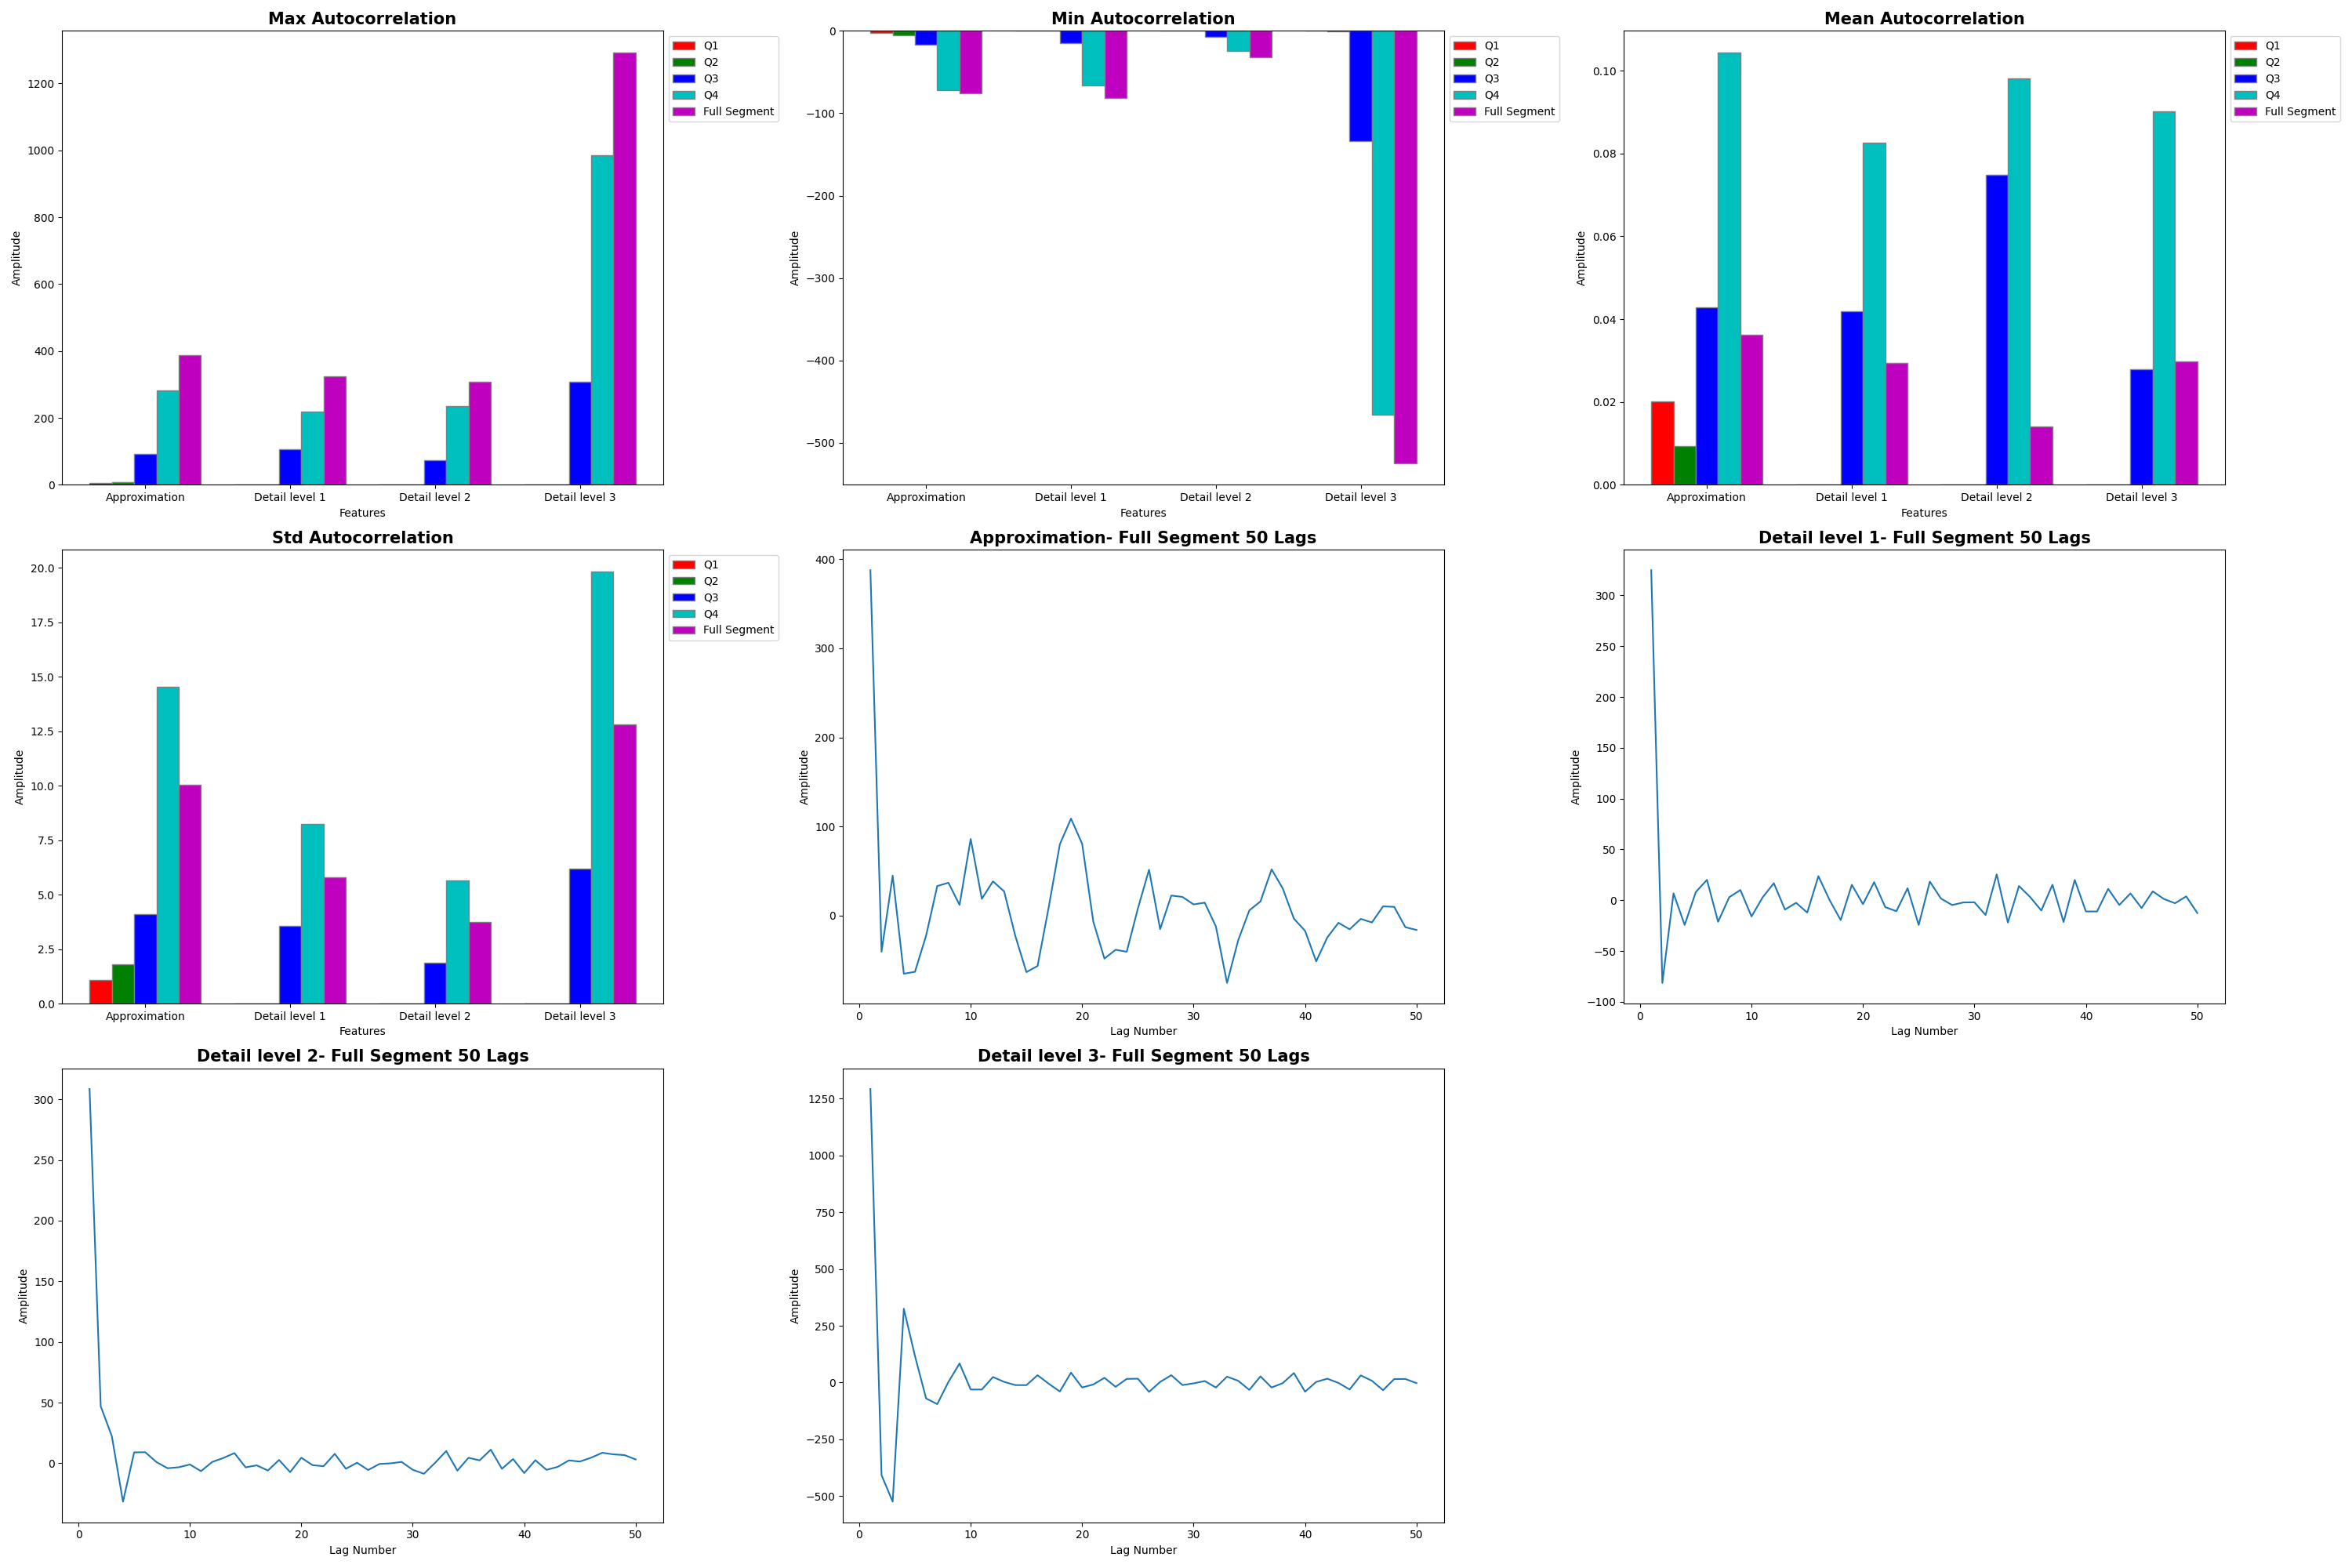 Max Autocorrelation
Amplitude
1200
1000
800
600
400
200
0
Approximation
Detail level 1
Detail level 2
Detail level 3
Features
Q1
Q2
Q3
Q4
Full Segment
Min Autocorrelation
Amplitude
0
−100
−200
−300
−400
−500
Approximation
Detail level 1
Detail level 2
Detail level 3
Features
Q1
Q2
Q3
Q4
Full Segment
Mean Autocorrelation
Amplitude
0.10
0.08
0.06
0.04
0.02
0.00
Approximation
Detail level 1
Detail level 2
Detail level 3
Features
Q1
Q2
Q3
Q4
Full Segment
Std Autocorrelation
Amplitude
20.0
17.5
15.0
12.5
10.0
7.5
5.0
2.5
0.0
Approximation
Detail level 1
Detail level 2
Detail level 3
Features
Q1
Q2
Q3
Q4
Full Segment
Approximation- Full Segment 50 Lags
Amplitude
400
300
200
100
0
0 10 20 30 40 50
Lag Number
Detail level 1- Full Segment 50 Lags
Amplitude
300
250
200
150
100
50
0
−50
−100
0 10 20 30 40 50
Lag Number
Detail level 2- Full Segment 50 Lags
Amplitude
300
250
200
150
100
50
0
0 10 20 30 40 50
Lag Number
Detail level 3- Full Segment 50 Lags
Amplitude
1250
1000
750
500
250
0
−250
−500
0 10 20 30 40 50
Lag Number